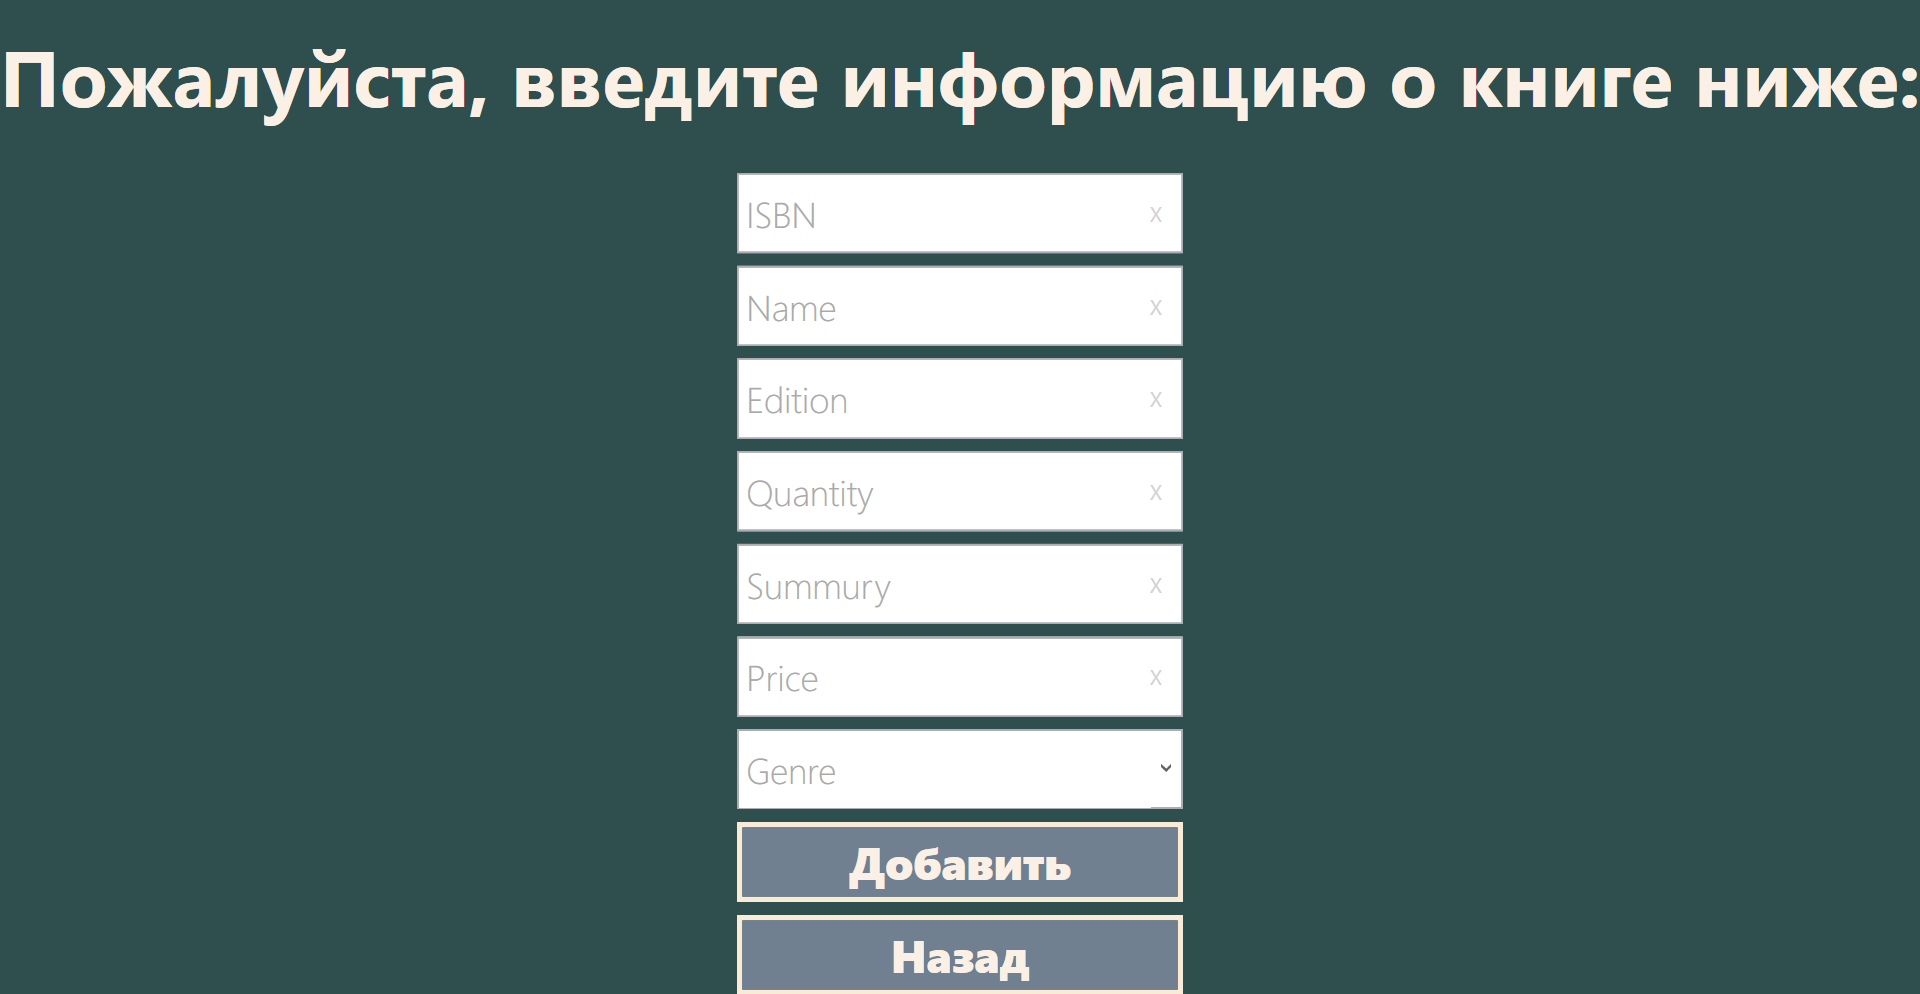 Пожалуйста, введите информацию о книге ниже:
ISBN x
Name x
Edition x
Quantity x
Summury x
Price x
Genre
Добавить
Назад